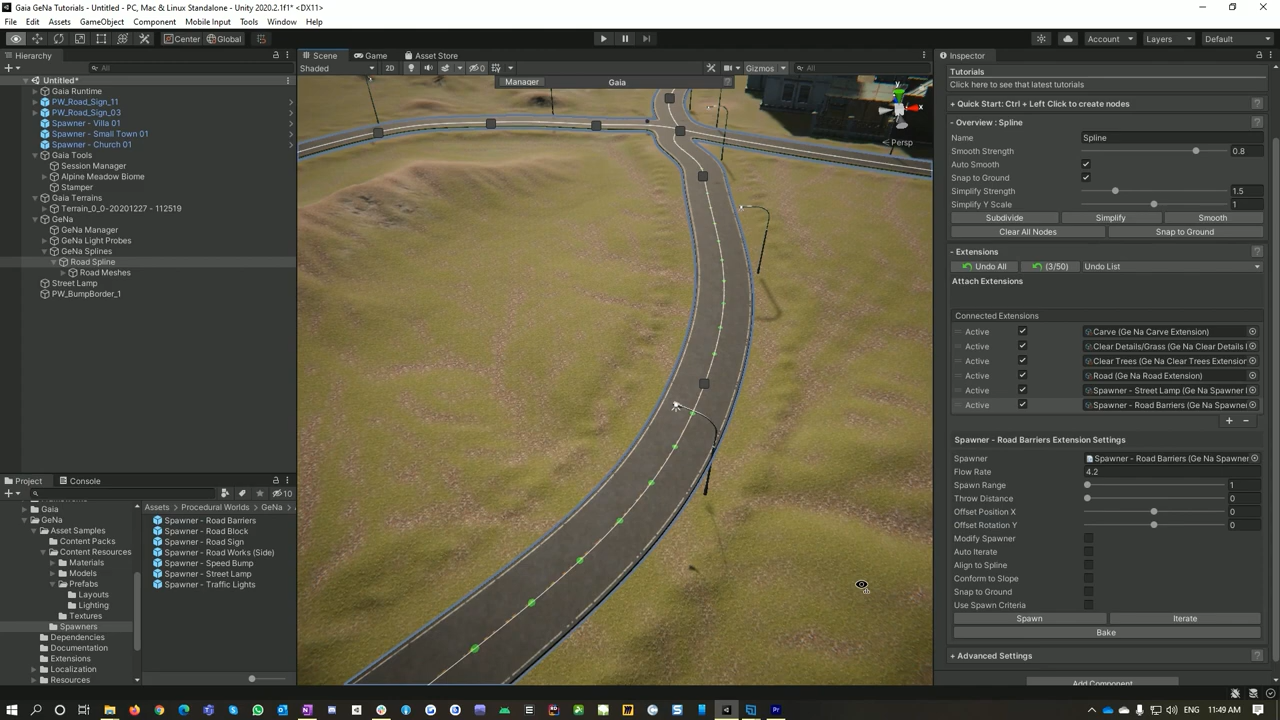 Gaia GeNa Tutorials - Untitled - PC, Mac & Linux Standalone - Unity 2020.2.1f1* <DX11>
File Edit Assets GameObject Component Mobile Input Tools Window Help
Center Global Account Layers Default
Hierarchy
All
Untitled*
Gaia Runtime
PW_Road_Sign_11
PW_Road_Sign_03
Spawner - Villa 01
Spawner - Small Town 01
Spawner - Church 01
Gaia Tools
Session Manager
Alpine Meadow Biome
Stamper
Gaia Terrains
Terrain_0_0-20201227 - 112519
GeNa
GeNa Manager
GeNa Light Probes
GeNa Splines
Road Spline
Road Meshes
Street Lamp
PW_BumpBorder_1
Scene Game Asset Store
Shaded 2D 0 Gizmos All
Manager Gaia
y
x
Persp
Project Console
10
Gaia
GeNa
Asset Samples
Content Packs
Content Resources
Materials
Models
Prefabs
Layouts
Lighting
Textures
Spawners
Dependencies
Documentation
Extensions
Localization
Resources
Assets Procedural Worlds GeNa
Spawner - Road Barriers
Spawner - Road Block
Spawner - Road Sign
Spawner - Road Works (Side)
Spawner - Speed Bump
Spawner - Street Lamp
Spawner - Traffic Lights
Inspector
Tutorials
Click here to see that latest tutorials
+ Quick Start: Ctrl + Left Click to create nodes
- Overview : Spline
Name Spline
Smooth Strength 0.8
Auto Smooth
Snap to Ground
Simplify Strength 1.5
Simplify Y Scale 1
Subdivide Simplify Smooth
Clear All Nodes Snap to Ground
- Extensions
Undo All (3/50) Undo List
Attach Extensions
Connected Extensions
Active Carve (Ge Na Carve Extension)
Active Clear Details/Grass (Ge Na Clear Details
Active Clear Trees (Ge Na Clear Trees Extension
Active Road (Ge Na Road Extension)
Active Spawner - Street Lamp (Ge Na Spawner
Active Spawner - Road Barriers (Ge Na Spawne
+ -
Spawner - Road Barriers Extension Settings
Spawner Spawner - Road Barriers (Ge Na Spawner
Flow Rate 4.2
Spawn Range 1
Throw Distance 0
Offset Position X 0
Offset Rotation Y 0
Modify Spawner
Auto Iterate
Align to Spline
Conform to Slope
Snap to Ground
Use Spawn Criteria
Spawn Iterate
Bake
+ Advanced Settings
Add Component
ENG 11:49 AM